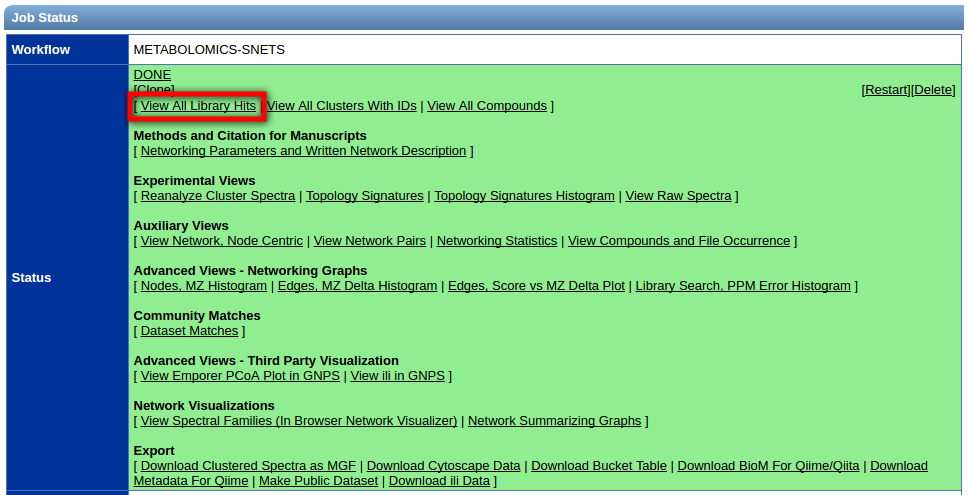 Job Status
Workflow
METABOLOMICS-SNETS
Status
DONE
[Clone]
[Restart][Delete]
[ View All Library Hits | View All Clusters With IDs | View All Compounds ]
Methods and Citation for Manuscripts
[ Networking Parameters and Written Network Description ]
Experimental Views
[ Reanalyze Cluster Spectra | Topology Signatures | Topology Signatures Histogram | View Raw Spectra ]
Auxiliary Views
[ View Network, Node Centric | View Network Pairs | Networking Statistics | View Compounds and File Occurrence ]
Advanced Views - Networking Graphs
[ Nodes, MZ Histogram | Edges, MZ Delta Histogram | Edges, Score vs MZ Delta Plot | Library Search, PPM Error Histogram ]
Community Matches
[ Dataset Matches ]
Advanced Views - Third Party Visualization
[ View Emporer PCoA Plot in GNPS | View ili in GNPS ]
Network Visualizations
[ View Spectral Families (In Browser Network Visualizer) | Network Summarizing Graphs ]
Export
[ Download Clustered Spectra as MGF | Download Cytoscape Data | Download Bucket Table | Download BioM For Qiime/Qiita | Download
Metadata For Qiime | Make Public Dataset | Download ili Data ]